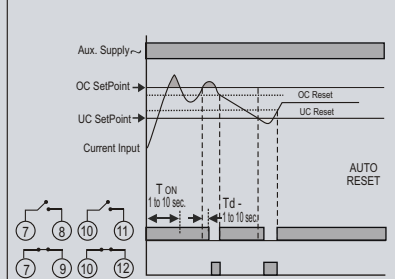 Aux. Supply~
OC SetPoint
OC Reset
UC Reset
UC SetPoint
Current Input
AUTO
RESET
T ON
1 to 10 sec.
Td -
1 to 10 sec.
7 8 10 11
7 9 10 12